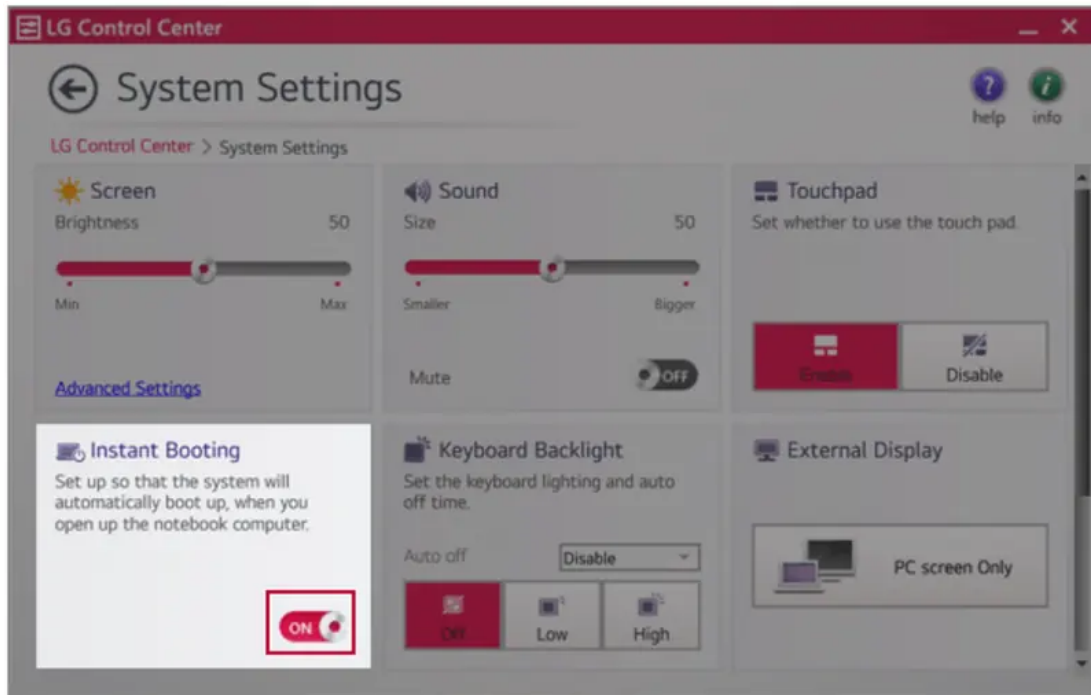 LG Control Center
System Settings
help
info
LG Control Center > System Settings
Screen
Brightness 50
Min Max
Advanced Settings
Sound
Size 50
Smaller Bigger
Mute OFF
Touchpad
Set whether to use the touch pad.
Enable Disable
Instant Booting
Set up so that the system will
automatically boot up, when you
open up the notebook computer.
ON
Keyboard Backlight
Set the keyboard lighting and auto
off time.
Auto off Disable
Off Low High
External Display
PC screen Only